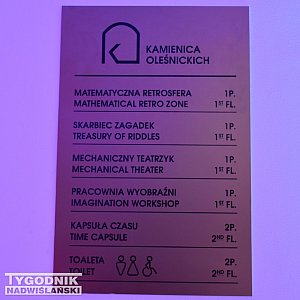 KAMIENICA
OLEŚNICKICH
MATEMATYCZNA RETROSFERA 1P.
MATHEMATICAL RETRO ZONE 1ST FL.
SKARBIEC ZAGADEK 1P.
TREASURY OF RIDDLES 1ST FL.
MECHANICZNY TEATRZYK 1P.
MECHANICAL THEATER 1ST FL.
PRACOWNIA WYOBRAŹNI 1P.
IMAGINATION WORKSHOP 1ST FL.
KAPSUŁA CZASU 2P.
TIME CAPSULE 2ND FL.
TOALETA 2P.
TOILET 2ND FL.
TYGODNIK
NADWIŚLAŃSKI